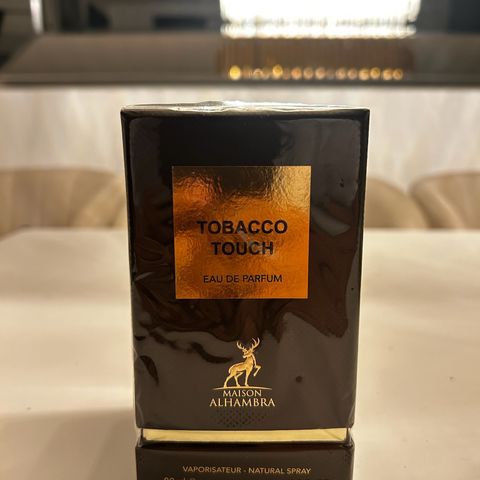 TOBACCO
TOUCH
EAU DE PARFUM
MAISON
ALHAMBRA
VAPORISATEUR - NATURAL SPRAY